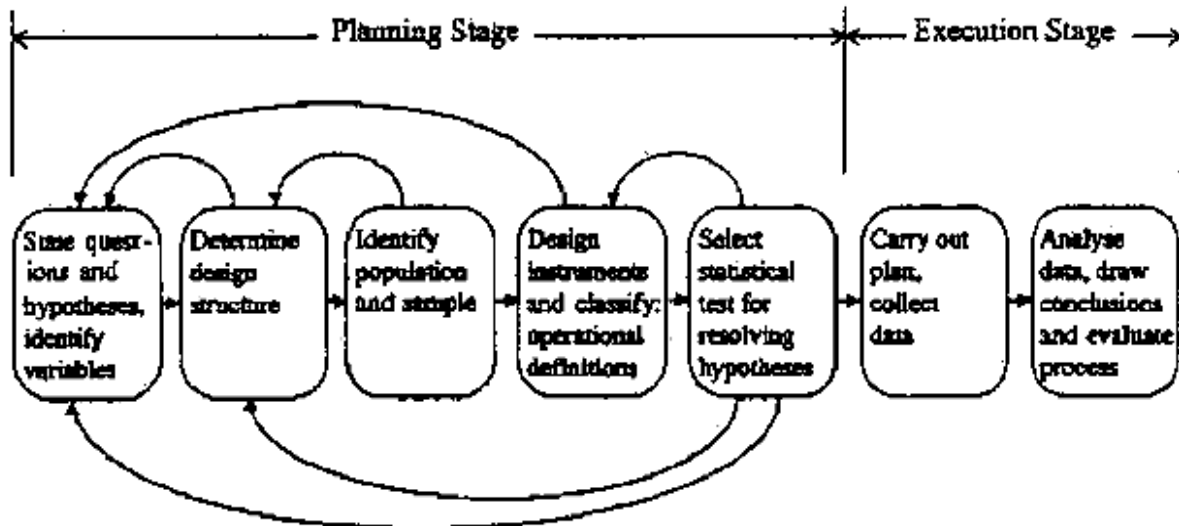 Planning Stage
Execution Stage
State quest-
ions and
hypotheses,
identify
variables
Determine
design
structure
Identify
population
and sample
Design
instruments
and classify:
operational
definitions
Select
statistical
test for
resolving
hypotheses
Carry out
plan,
collect
data
Analyse
data, draw
conclusions
and evaluate
process